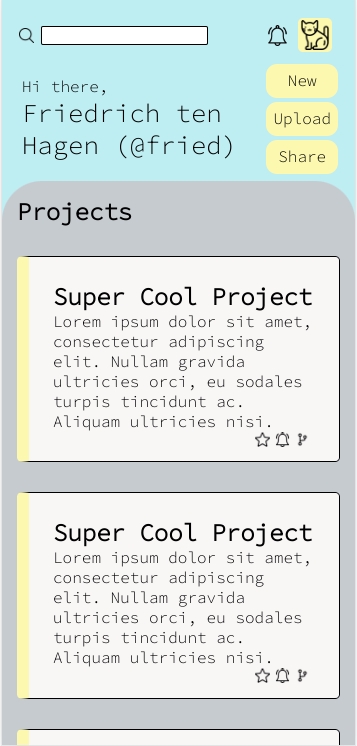 Hi there,
Friedrich ten
Hagen (@fried)
New
Upload
Share
Projects
Super Cool Project
Lorem ipsum dolor sit amet,
consectetur adipiscing
elit. Nullam gravida
ultricies orci, eu sodales
turpis tincidunt ac.
Aliquam ultricies nisi.
Super Cool Project
Lorem ipsum dolor sit amet,
consectetur adipiscing
elit. Nullam gravida
ultricies orci, eu sodales
turpis tincidunt ac.
Aliquam ultricies nisi.